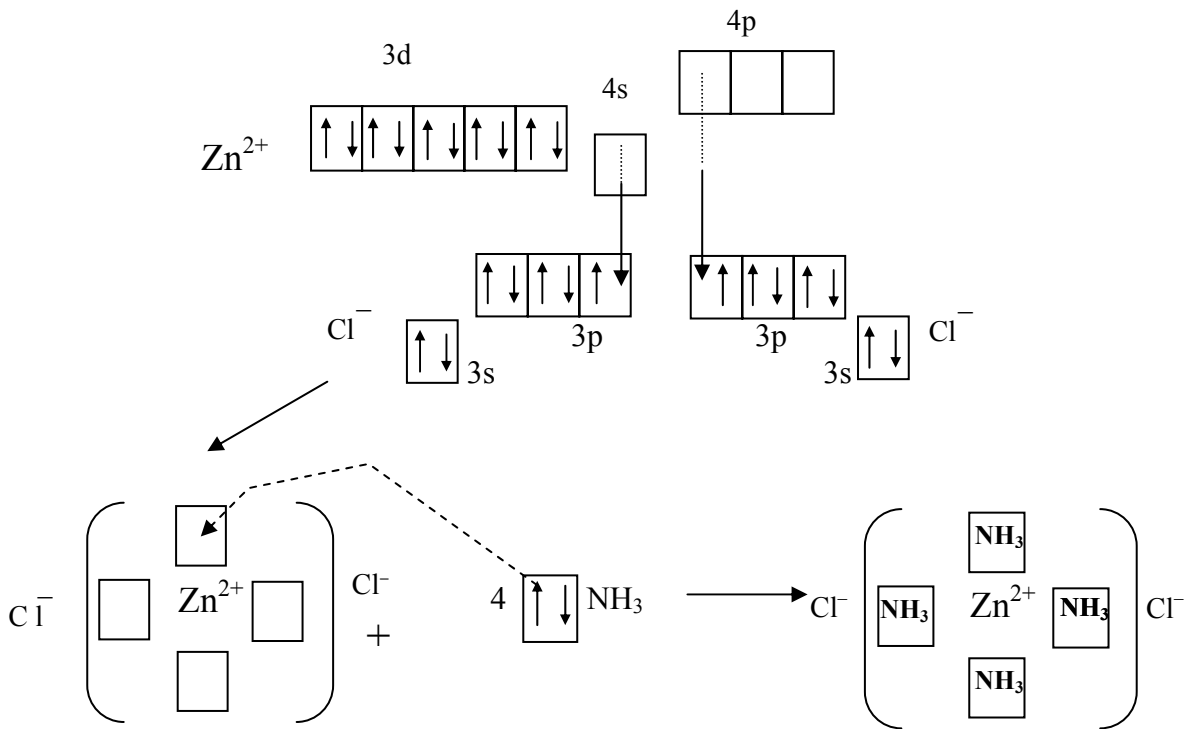 4p
3d
4s
Zn²⁺
Cl⁻ 3p 3p Cl⁻
3s 3s
NH₃
Cl⁻ Zn²⁺ Cl⁻ + 4 NH₃ Cl⁻ NH₃ Zn²⁺ NH₃ Cl⁻
NH₃